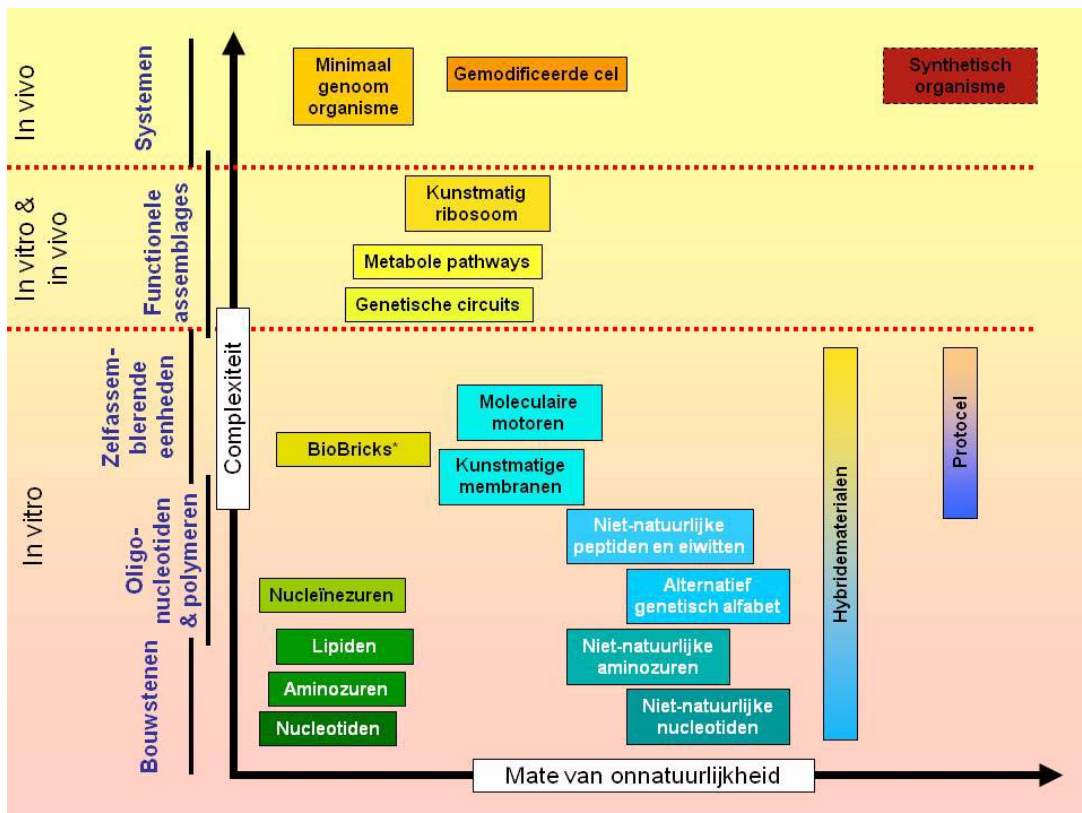 In vivo
Systemen
Minimaal
genoom
organisme
Gemodificeerde cel
Synthetisch
organisme
In vitro &
in vivo
Functionele
assemblages
Kunstmatig
ribosoom
Metabole pathways
Genetische circuits
Complexiteit
In vitro
Zelfassem-
blerende
eenheden
Moleculaire
motoren
BioBricks*
Kunstmatige
membranen
Hybridematerialen
Protocel
Oligo-
nucleotiden
& polymeren
Niet-natuurlijke
peptiden en eiwitten
Nucleïnezuren
Alternatief
genetisch alfabet
Bouwstenen
Lipiden
Niet-natuurlijke
aminozuren
Aminozuren
Niet-natuurlijke
nucleotiden
Nucleotiden
Mate van onnatuurlijkheid